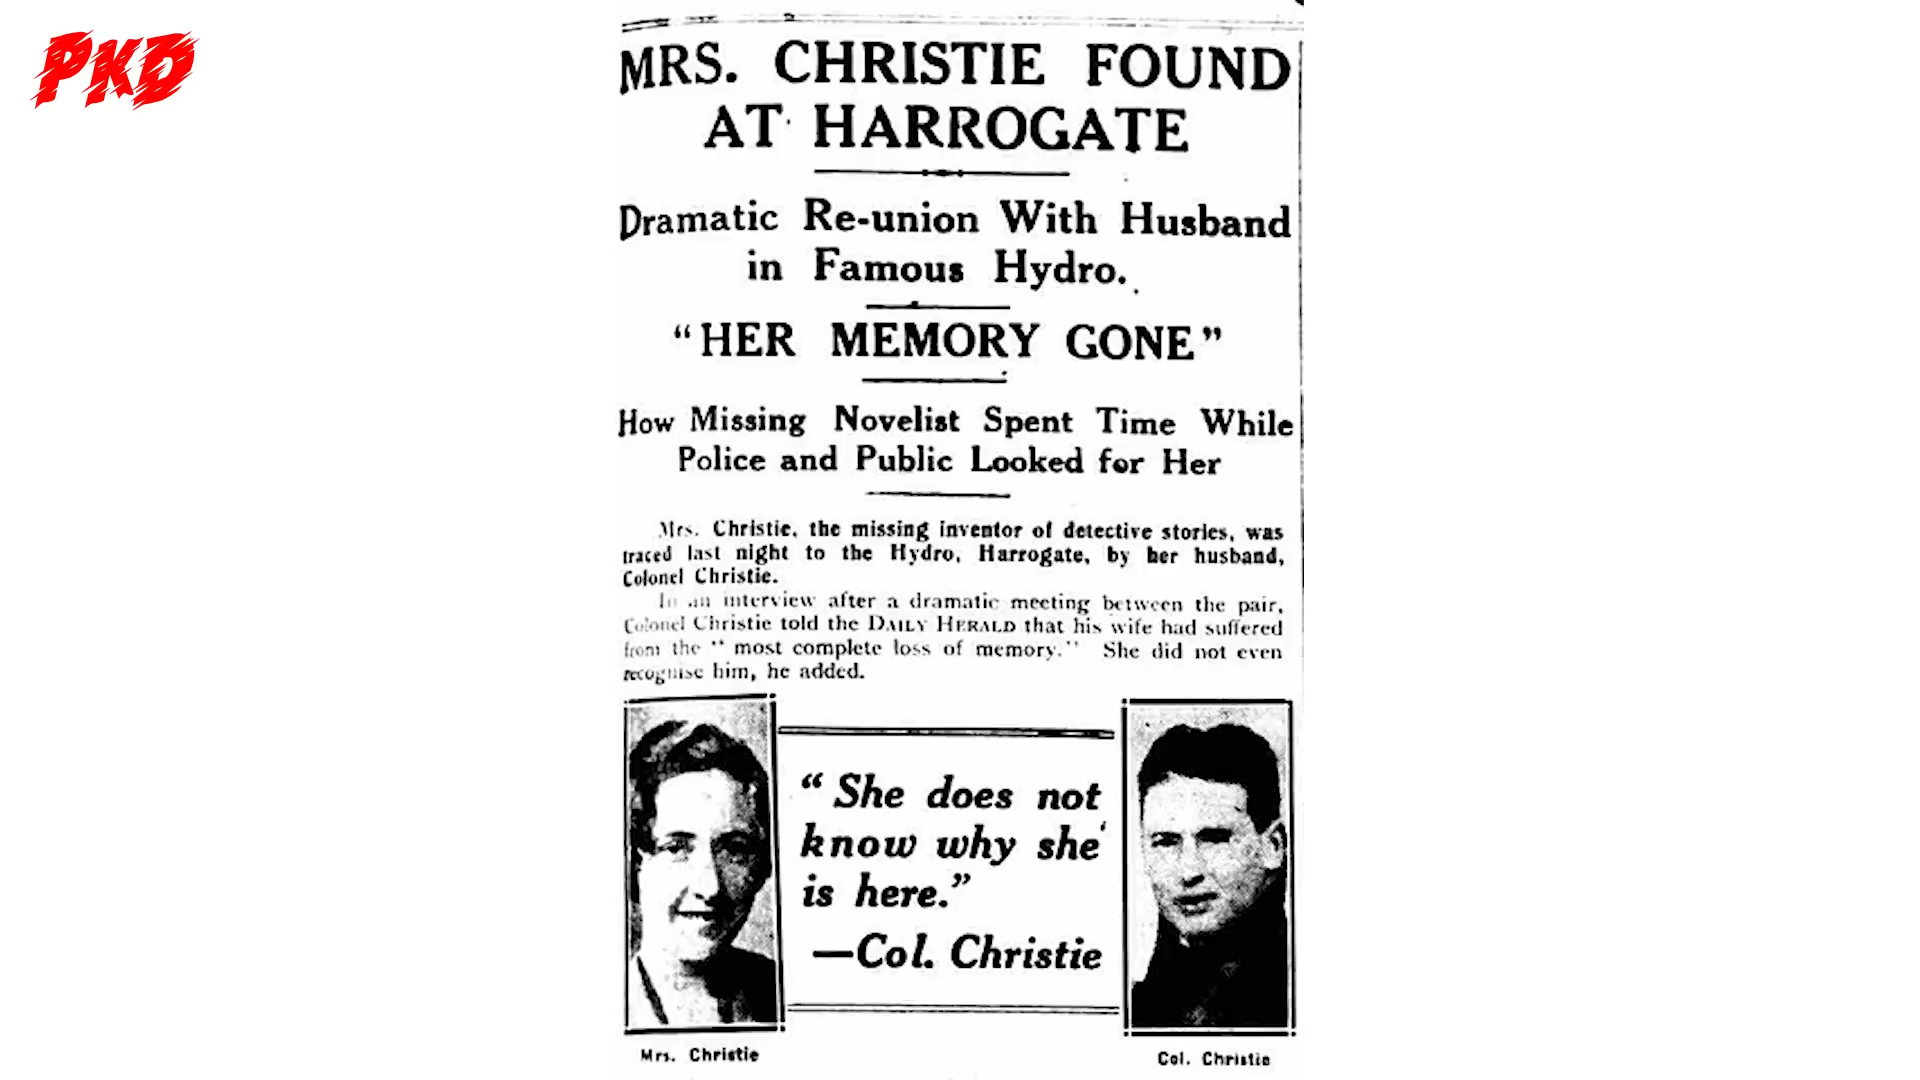 PKD
MRS. CHRISTIE FOUND
AT HARROGATE
Dramatic Re-union With Husband
in Famous Hydro.
"HER MEMORY GONE"
How Missing Novelist Spent Time While
Police and Public Looked for Her
Mrs. Christie, the missing inventor of detective stories, was
traced last night to the Hydro, Harrogate, by her husband,
Colonel Christie.
In an interview after a dramatic meeting between the pair,
Colonel Christie told the DAILY HERALD that his wife had suffered
from the "most complete loss of memory." She did not even
recognise him, he added.
"She does not
know why she
is here."
—Col. Christie
Mrs. Christie
Col. Christie